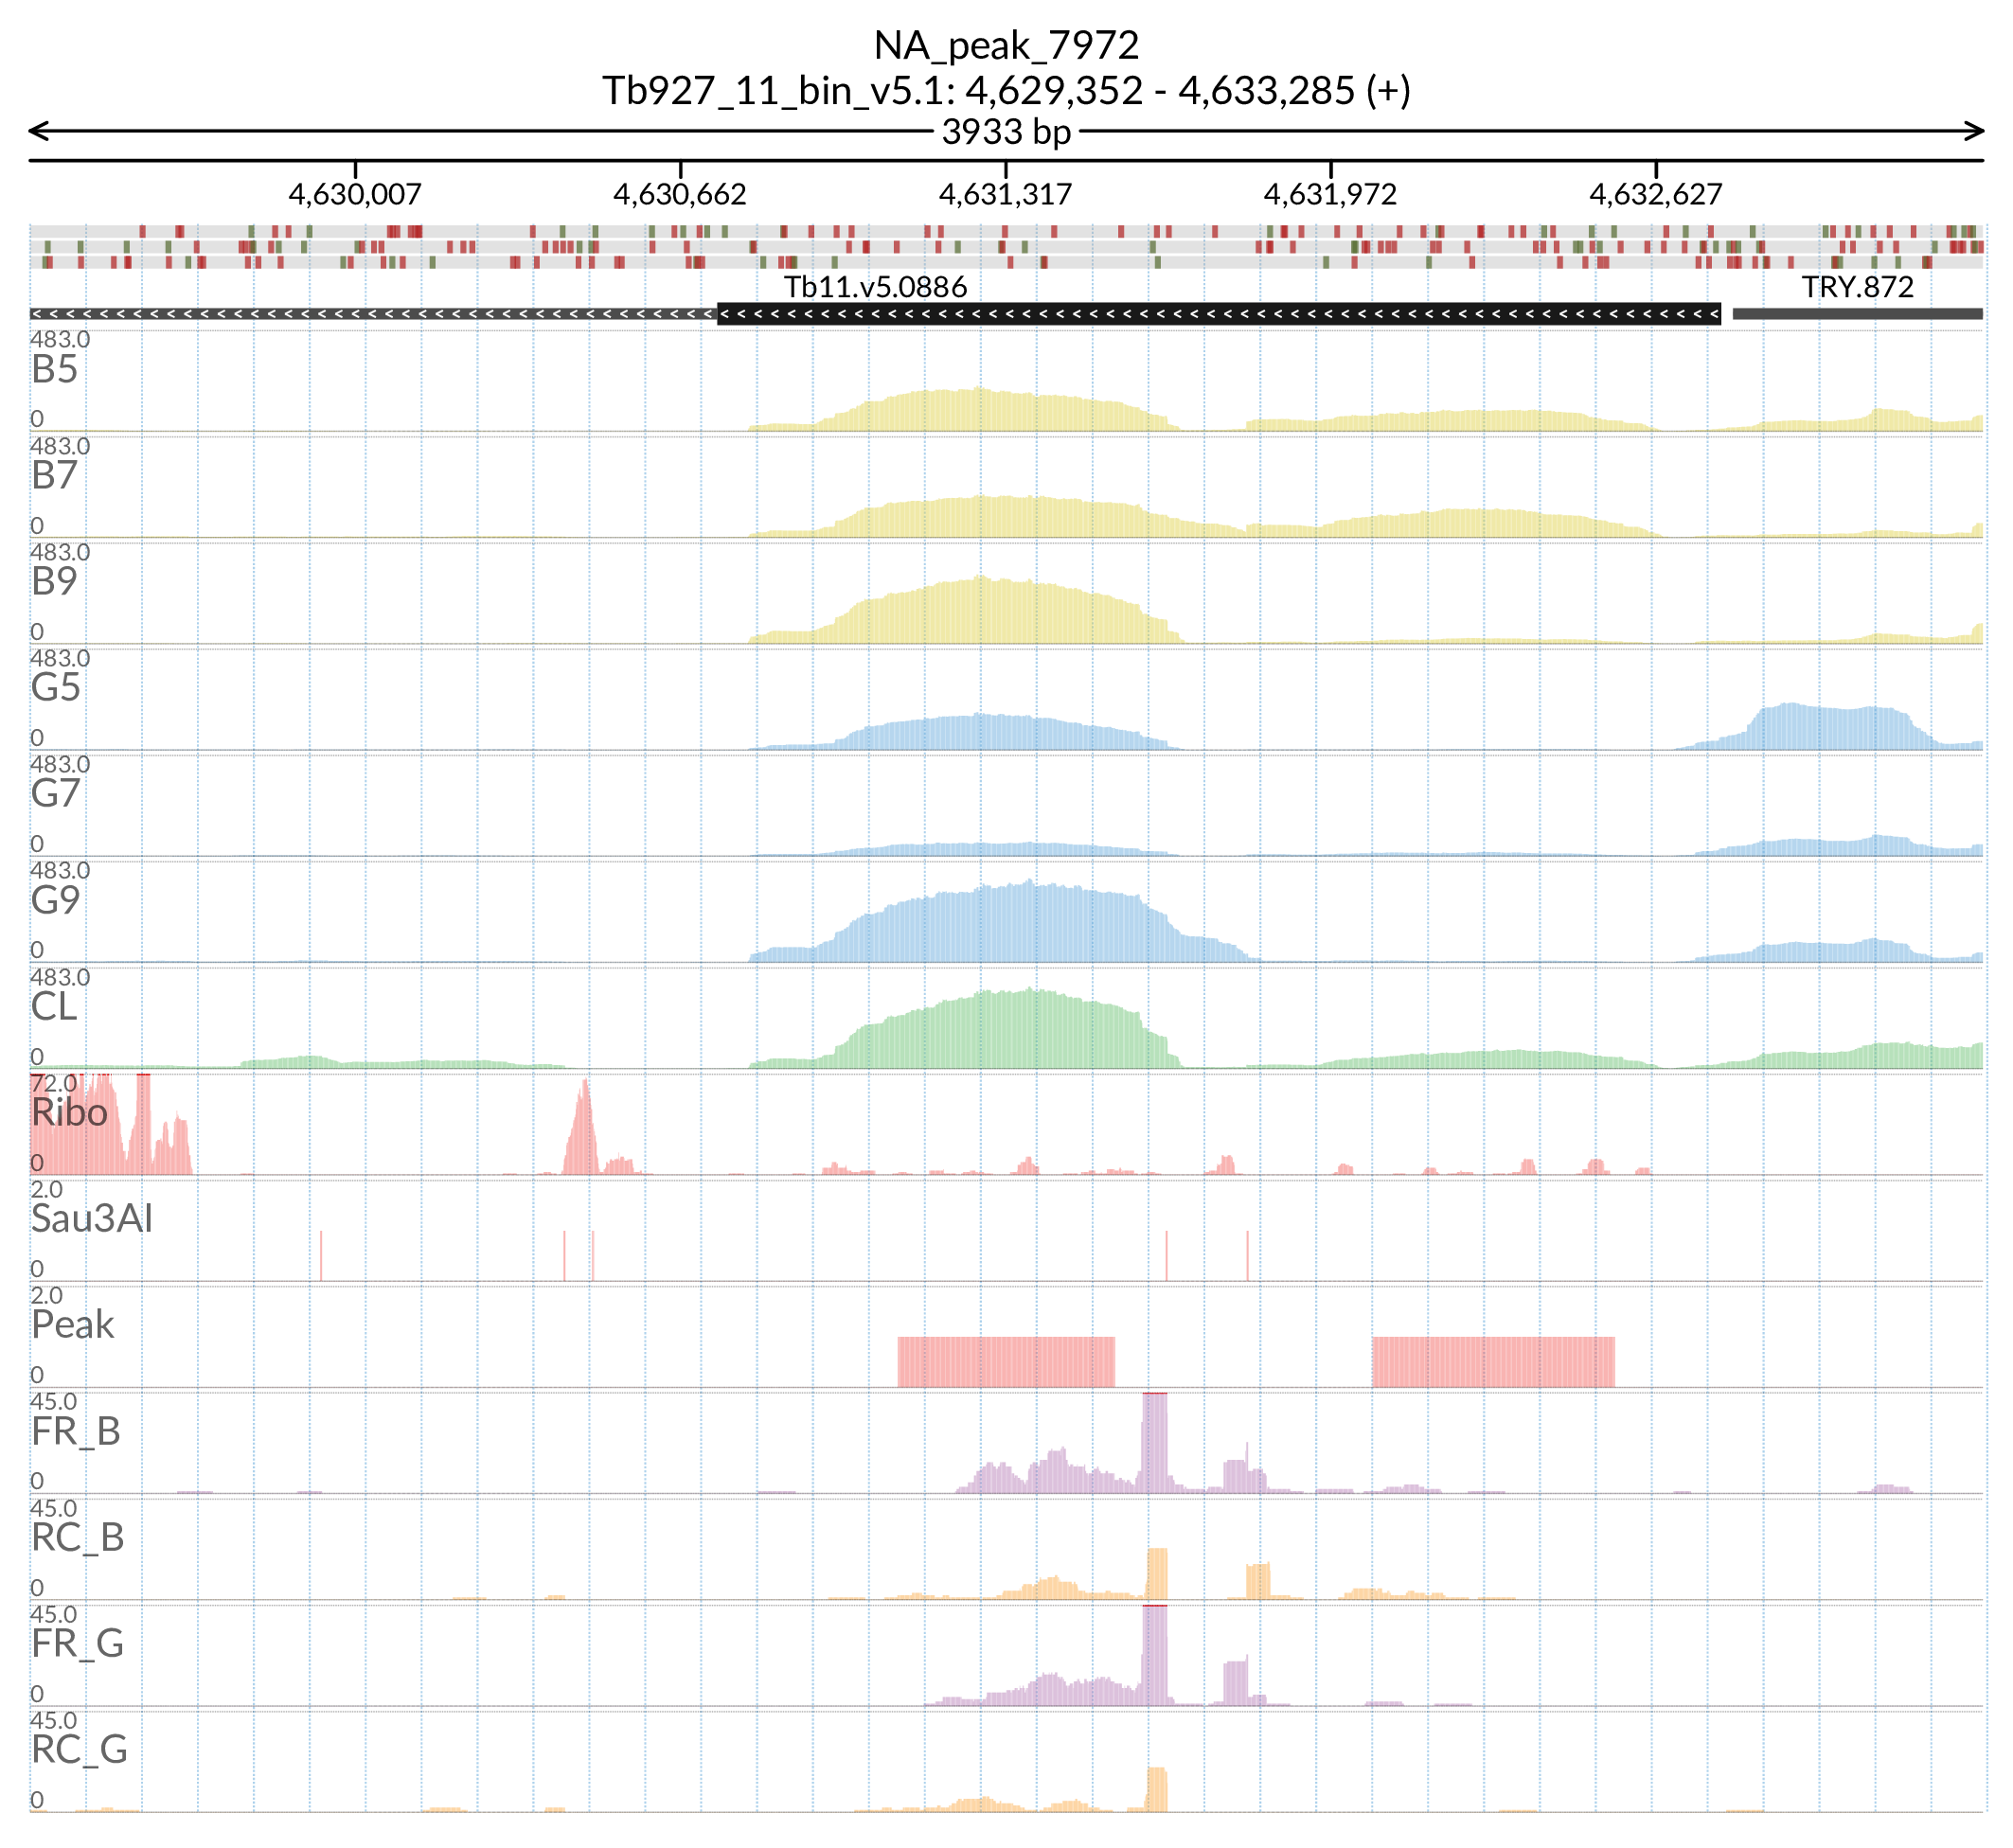 NA_peak_7972
Tb927_11_bin_v5.1: 4,629,352 - 4,633,285 (+)
3933 bp
4,630,007 4,630,662 4,631,317 4,631,972 4,632,627
Tb11.v5.0886 TRY.872
483.0
B5
0
483.0
B7
0
483.0
B9
0
483.0
G5
0
483.0
G7
0
483.0
G9
0
483.0
CL
0
72.0
Ribo
0
2.0
Sau3AI
0
2.0
Peak
0
45.0
FR_B
0
45.0
RC_B
0
45.0
FR_G
0
45.0
RC_G
0